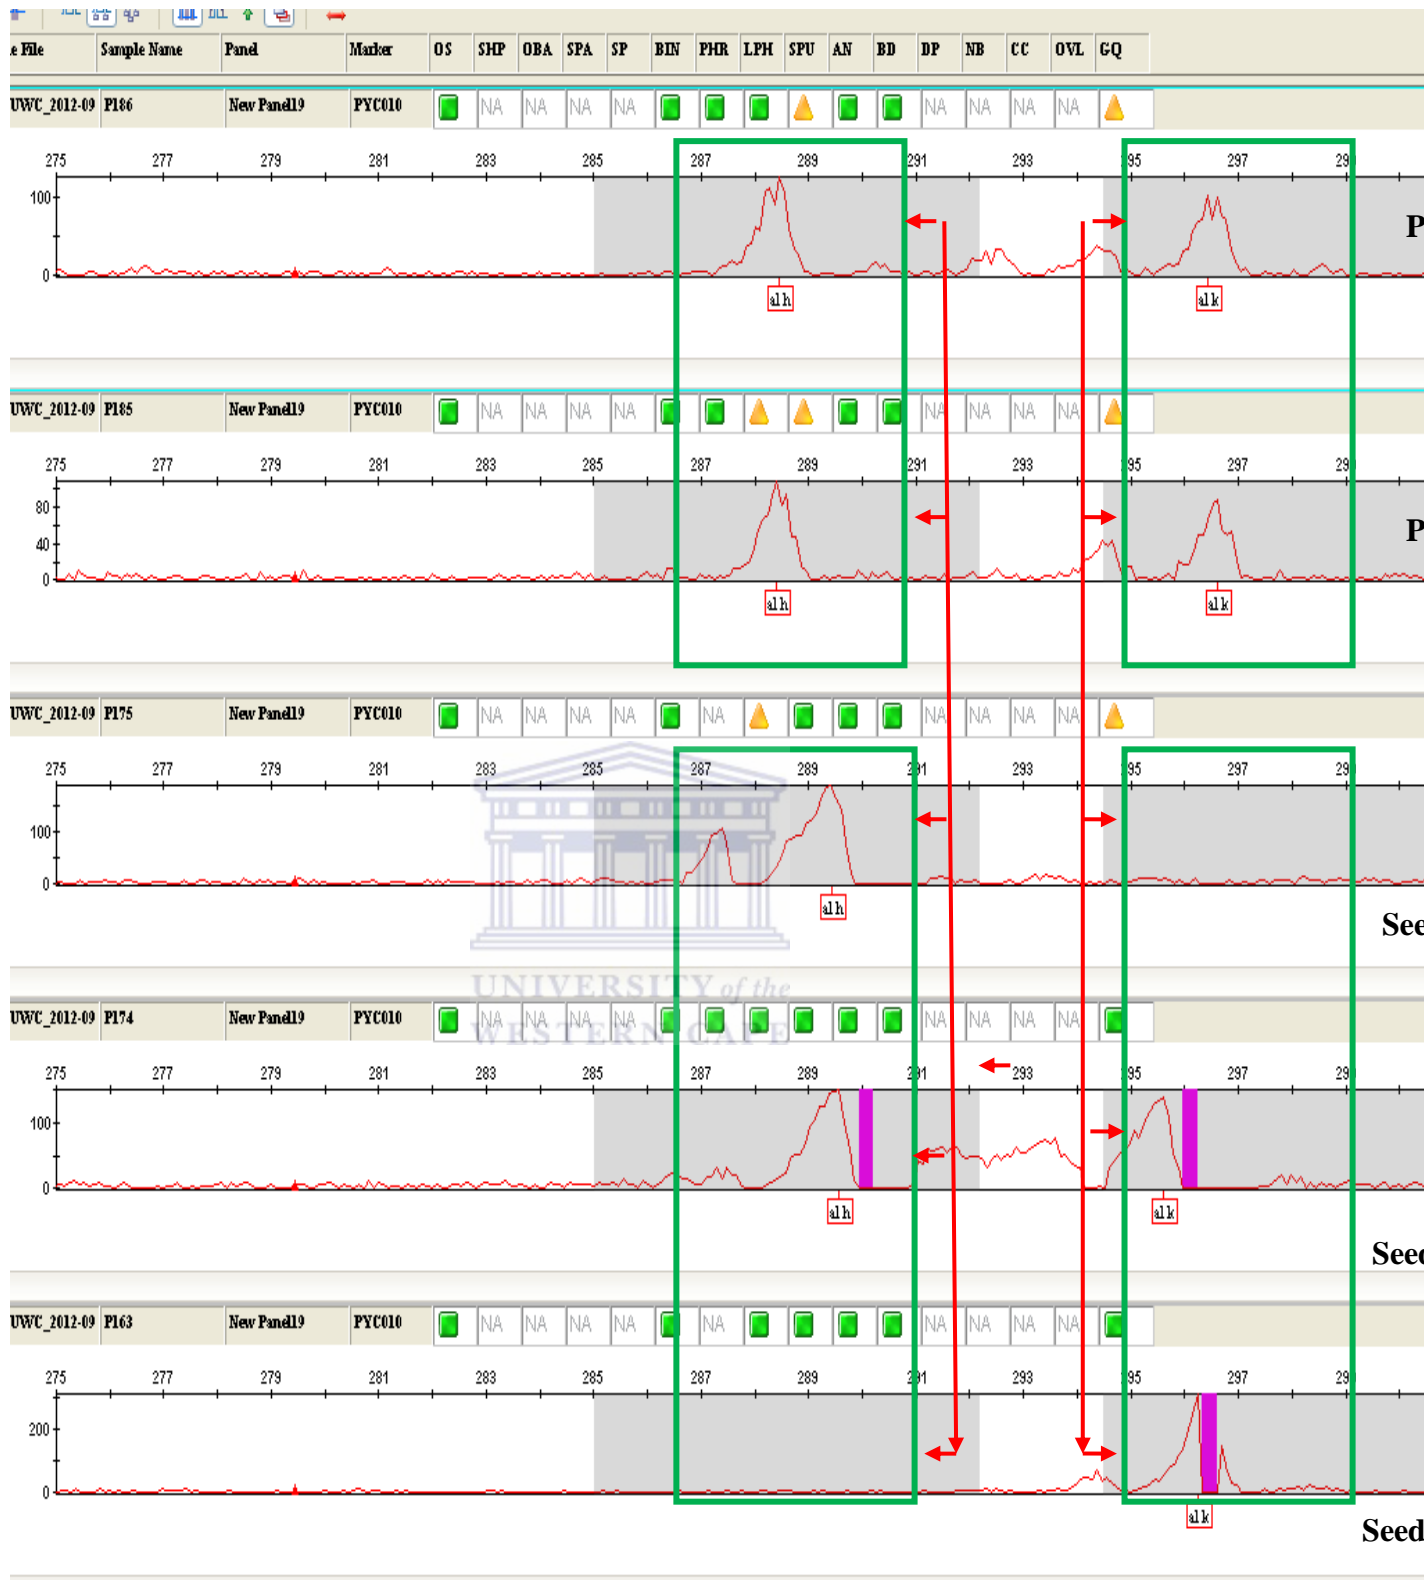 e File Sample Name Panel Marker OS SHP OBA SPA SP BIN PHR LPH SPU AN BD DP NB CC OVL GQ
UWC_2012-09 P186 New Panel19 PYC010 NA NA NA NA NA NA NA NA
275 277 279 281 283 285 287 289 291 293 295 297 29
100
0
P
al h al k
UWC_2012-09 P185 New Panel19 PYC010 NA NA NA NA NA NA NA NA
275 277 279 281 283 285 287 289 291 293 295 297 29
80
40
0
P
al h al k
UWC_2012-09 P175 New Panel19 PYC010 NA NA NA NA NA NA NA NA NA
275 277 279 281 283 285 287 289 291 293 295 297 29
100
0
al h
See
UNIVERSITY of the
WESTERN CAPE
UWC_2012-09 P174 New Panel19 PYC010 NA NA NA NA NA NA NA NA
275 277 279 281 283 285 287 289 291 293 295 297 29
100
0
al h al k
Seed
UWC_2012-09 P163 New Panel19 PYC010 NA NA NA NA NA NA NA NA NA
275 277 279 281 283 285 287 289 291 293 295 297 29
200
0
al k
Seed